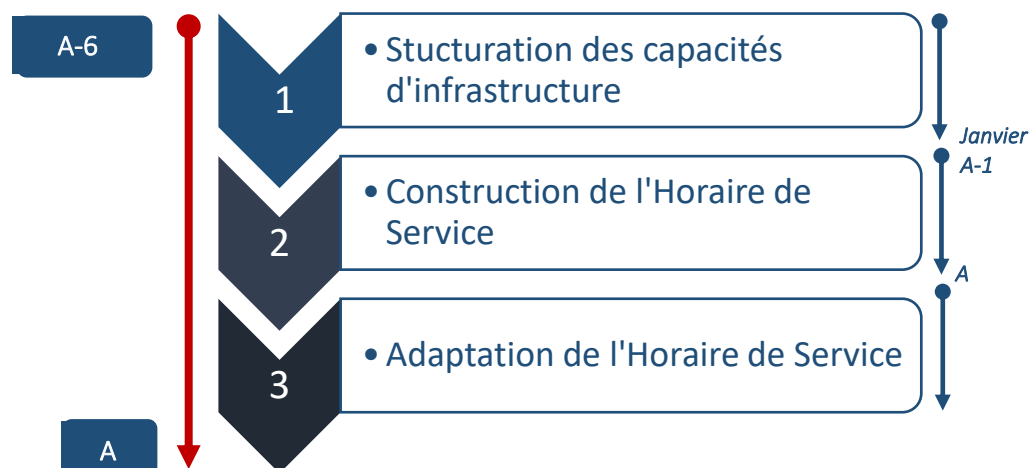 A-6
1
• Stucturation des capacités
d'infrastructure
Janvier
A-1
2
• Construction de l'Horaire de
Service
A
3
• Adaptation de l'Horaire de Service
A